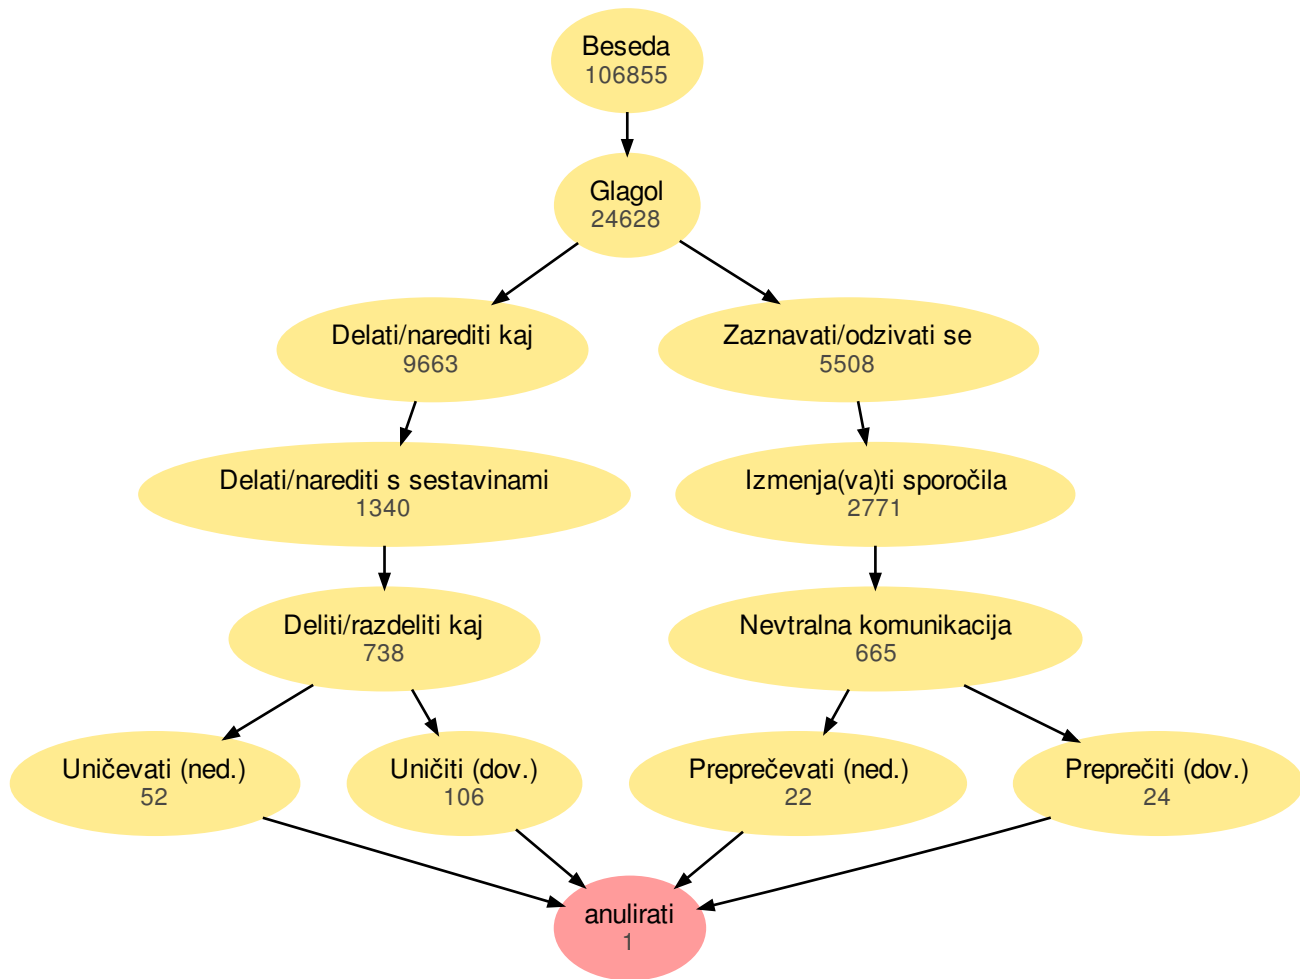 Beseda
106855
Glagol
24628
Delati/narediti kaj
9663
Zaznavati/odzivati se
5508
Delati/narediti s sestavinami
1340
Izmenja(va)ti sporočila
2771
Deliti/razdeliti kaj
738
Nevtralna komunikacija
665
Uničevati (ned.)
52
Uničiti (dov.)
106
Preprečevati (ned.)
22
Preprečiti (dov.)
24
anulirati
1